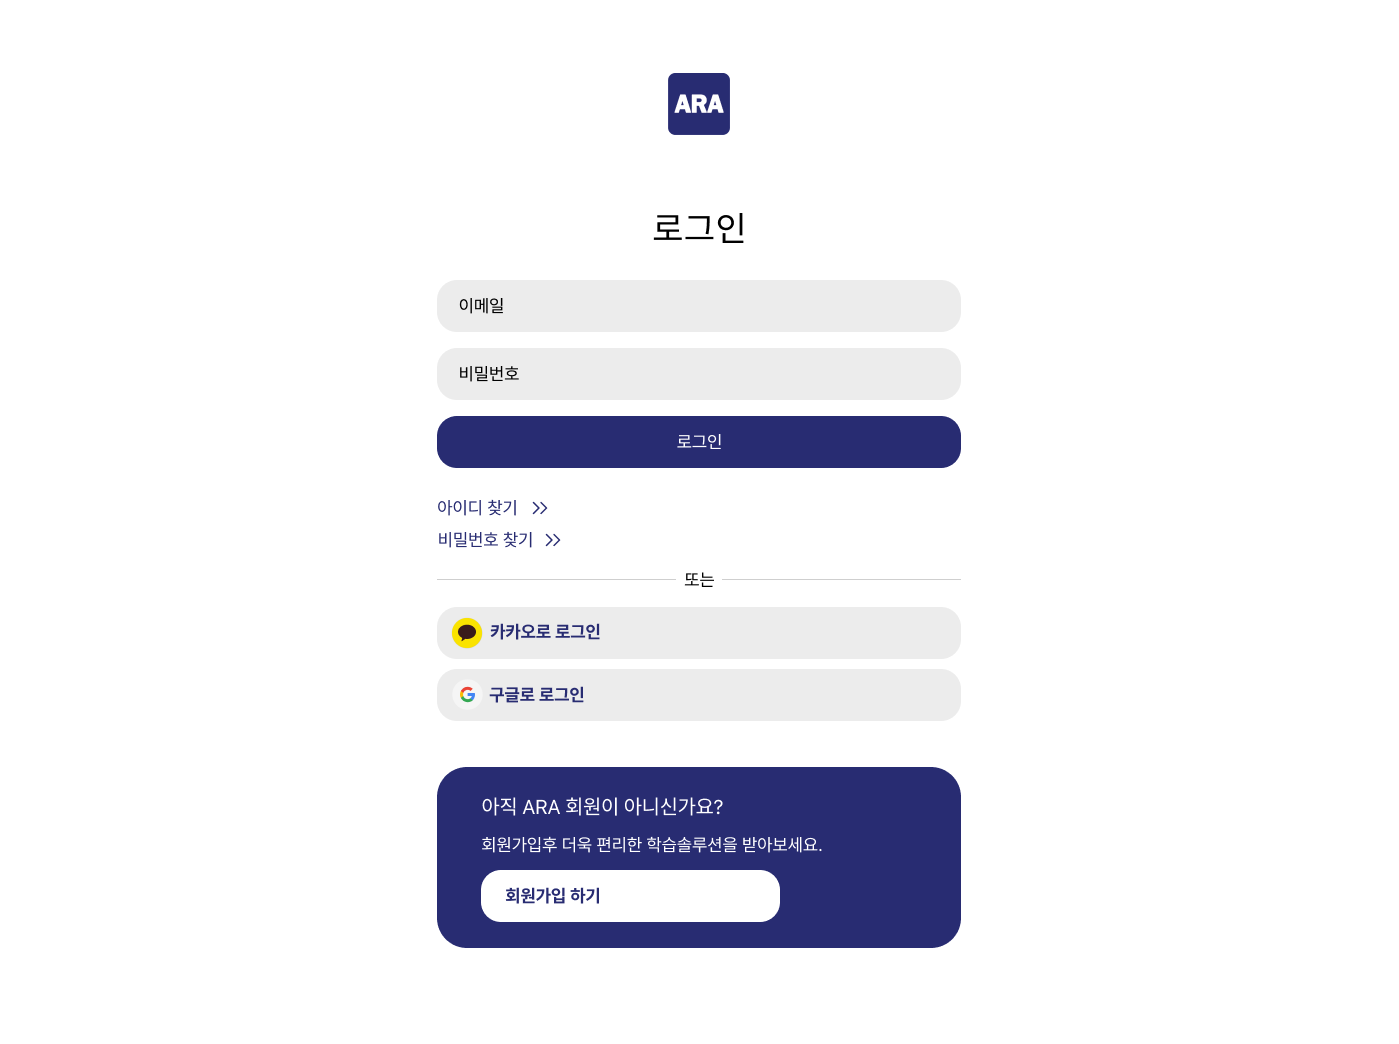 ARA
로그인
이메일
비밀번호
로그인
아이디 찾기
비밀번호 찾기
또는
카카오로 로그인
구글로 로그인
아직 ARA 회원이 아니신가요?
회원가입후 더욱 편리한 학습솔루션을 받아보세요.
회원가입 하기